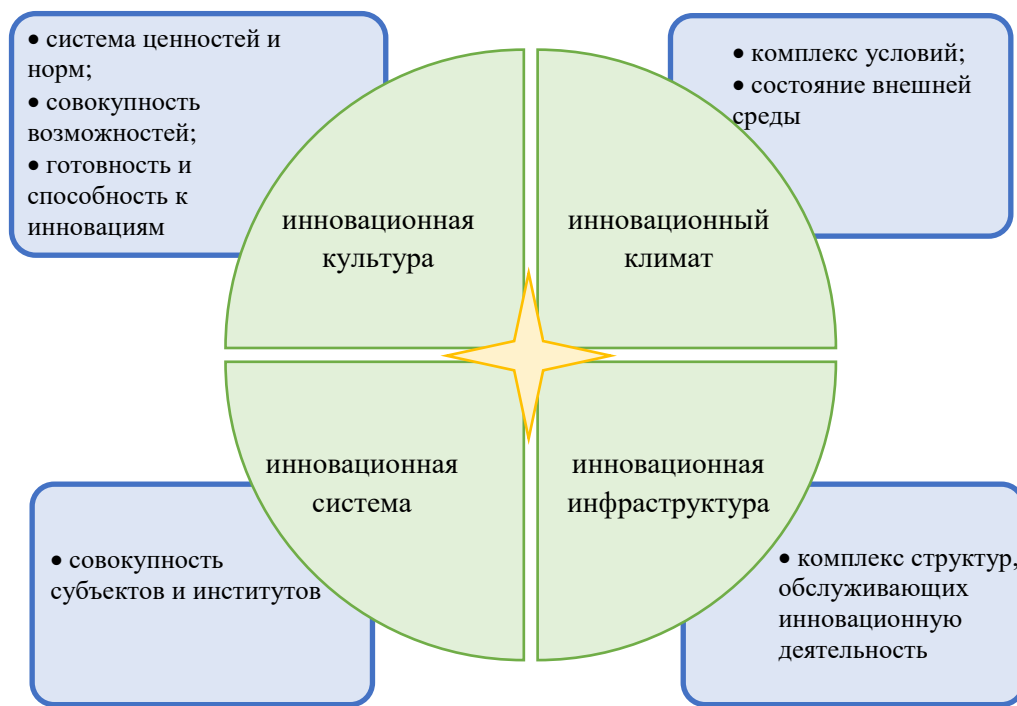 • система ценностей и
норм;
• совокупность
возможностей;
• готовность и
способность к
инновациям
• комплекс условий;
• состояние внешней
среды
инновационная
культура
инновационный
климат
инновационная
система
инновационная
инфраструктура
• совокупность
субъектов и институтов
• комплекс структур,
обслуживающих
инновационную
деятельность